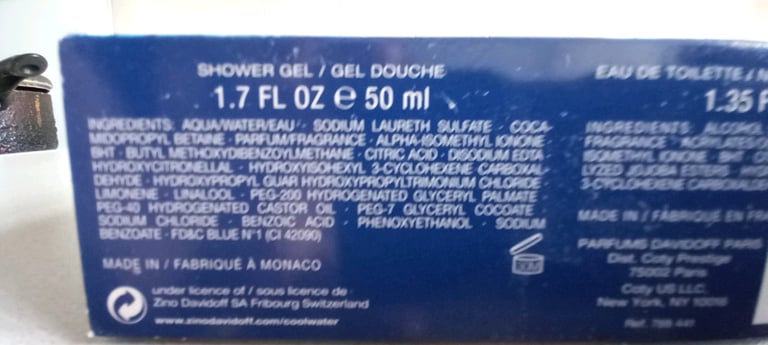 SHOWER GEL / GEL DOUCHE
1.7 FL OZ e 50 ml
INGREDIENTS: AQUA/WATER/EAU · SODIUM LAURETH SULFATE · COCA-
MIDOPROPYL BETAINE · PARFUM/FRAGRANCE · ALPHA-ISOMETHYL IONONE
BHT · BUTYL METHOXYDIBENZOYLMETHANE · CITRIC ACID · DISODIUM EDTA ·
HYDROXYCITRONELLAL · HYDROXYISOHEXYL 3-CYCLOHEXENE CARBOXAL-
DEHYDE · HYDROXYPROPYL GUAR HYDROXYPROPYLTRIMONIUM CHLORIDE
LIMONENE · LINALOOL · PEG-200 HYDROGENATED GLYCERYL PALMATE
PEG-40 HYDROGENATED CASTOR OIL · PEG-7 GLYCERYL COCOATE
SODIUM CHLORIDE · BENZOIC ACID · PHENOXYETHANOL · SODIUM
BENZOATE · FD&C BLUE N°1 (CI 42090)
MADE IN / FABRIQUÉ À MONACO
under licence of / sous licence de
Zino Davidoff SA Fribourg Switzerland
www.zinodavidoff.com/coolwater
EAU DE TOILETTE /
1.35 F
INGREDIENTS: ALCOHOL
FRAGRANCE
ISOMETHYL IONONE · BHT
LYZED JOJOBA ESTERS
3-CYCLOHEXENE
MADE IN / FABRIQUÉ EN FRA
PARFUMS DAVIDOFF PARIS
Dist. Coty Prestige
75002 Paris
Coty US LLC.
New York, NY 10016